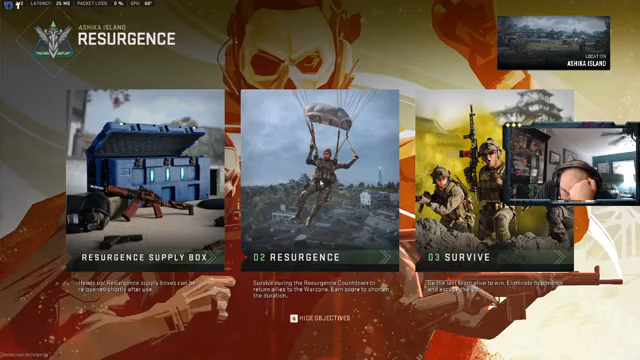 LATENCY: 25 MS PACKET LOSS: 0 %
ASHIKA ISLAND
RESURGENCE
LOCATION
ASHIKA ISLAND
RESURGENCE SUPPLY BOX
02 RESURGENCE
03 SURVIVE
Heads up! Resurgence supply boxes can be
re-opened shortly after use.
Survive during the Resurgence Countdown to
return allies to the Warzone. Earn score to shorten
the duration.
Be the last team alive to win. Eliminate opponents
and escape the gas.
HIDE OBJECTIVES